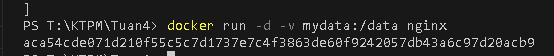 ]
PS T:\KTPM\Tuan4> docker run -d -v mydata:/data nginx
aca54cde071d210f55c5c7d1737e7c4f3863de60f9242057db43a6c97d20acb9